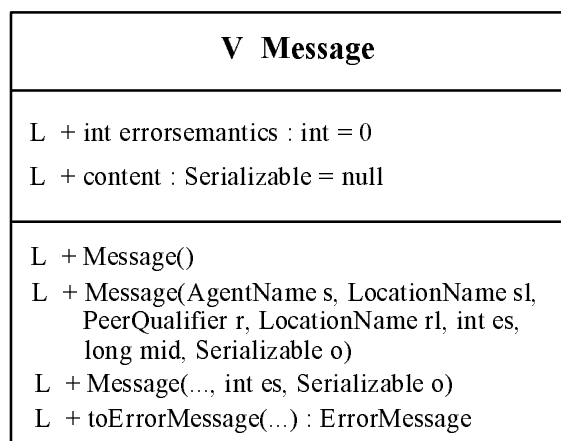 V Message
L + int errorsemantics : int = 0
L + content : Serializable = null
L + Message()
L + Message(AgentName s, LocationName sl,
PeerQualifier r, LocationName rl, int es,
long mid, Serializable o)
L + Message(..., int es, Serializable o)
L + toErrorMessage(...) : ErrorMessage